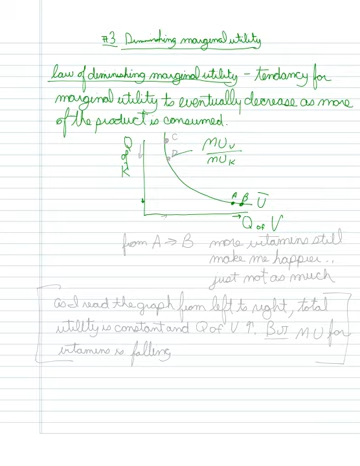 #3 Diminishing marginal utility
law of diminishing marginal utility - tendancy for
marginal utility to eventually decrease as more
of the product is consumed.
Q of K
C
D
MUv
MUK
A B U
→ Q of V
from A → B more vitamins still
make me happier..
just not as much
As I read the graph from left to right, total
utility is constant and Q of V ↑. But MU for
vitamins is falling